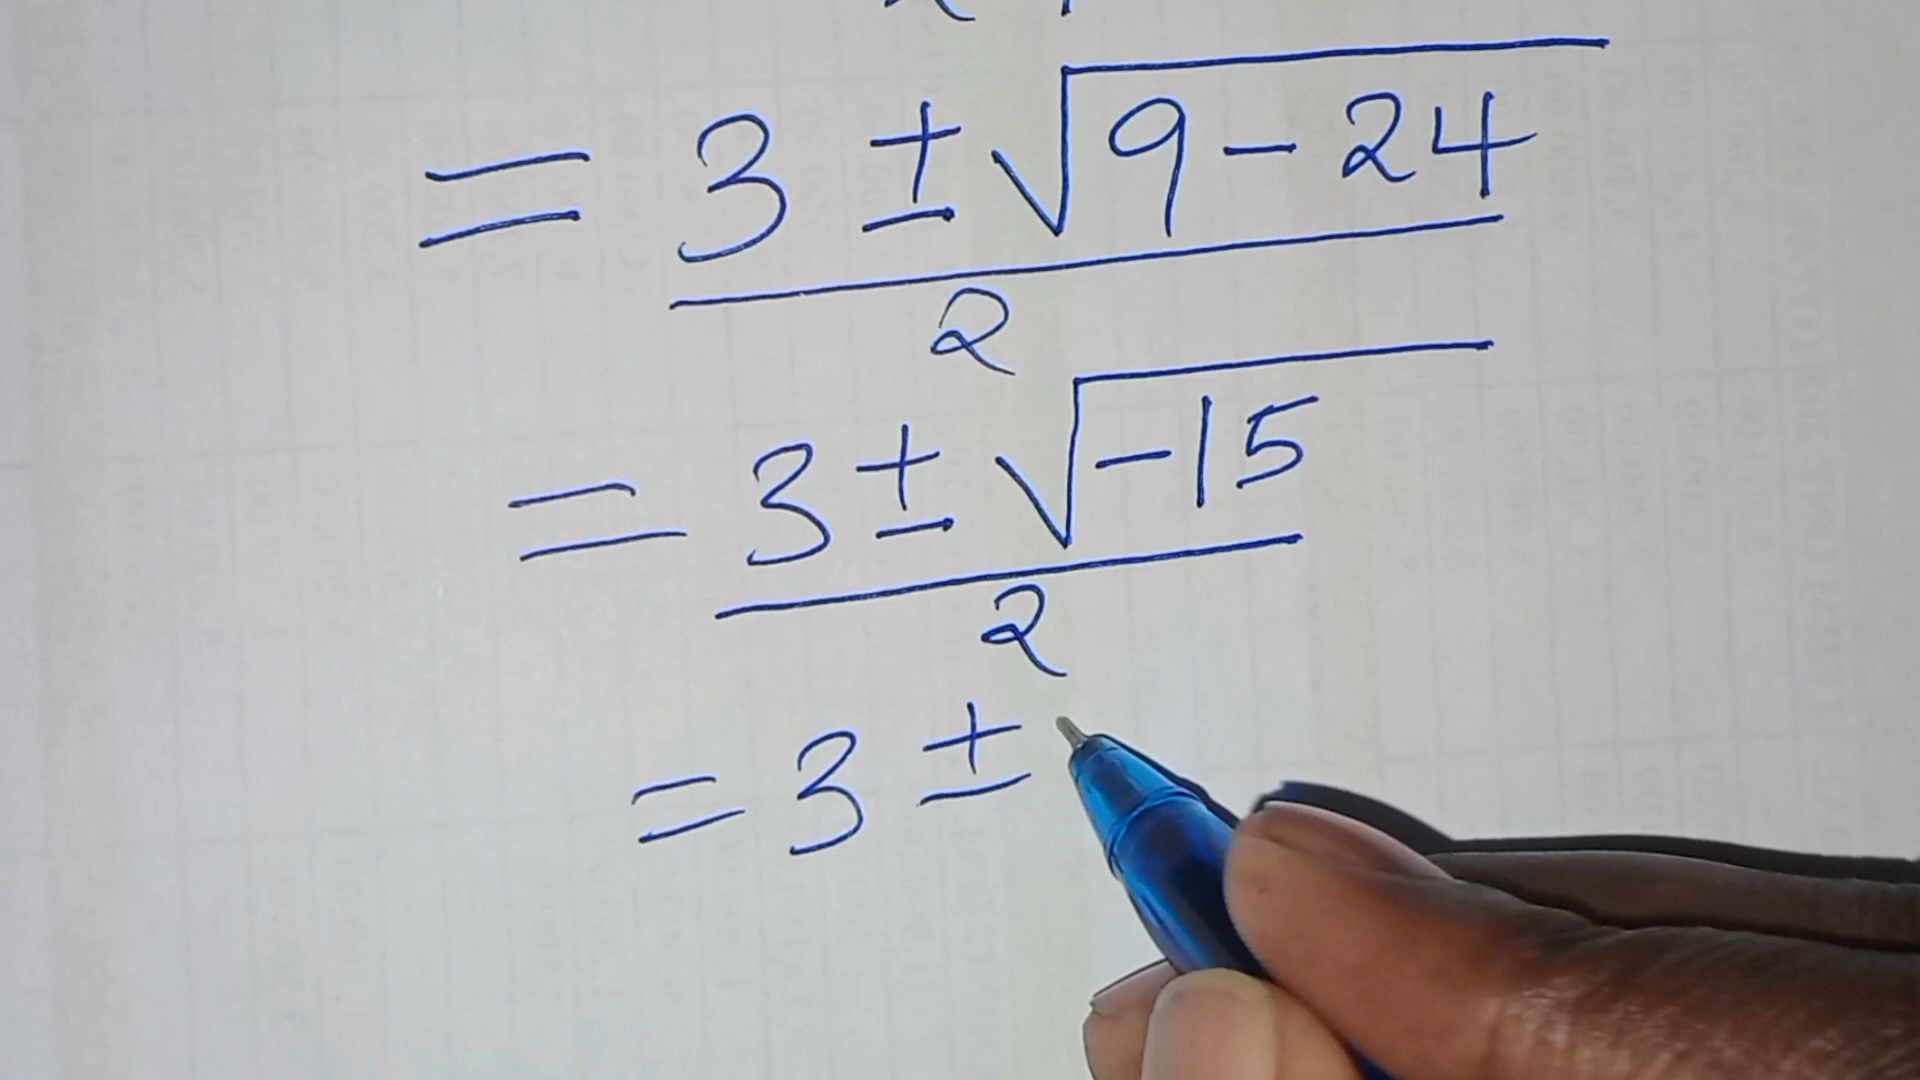 = 3 ± √9 - 24
2
= 3 ± √-15
2
= 3 ±